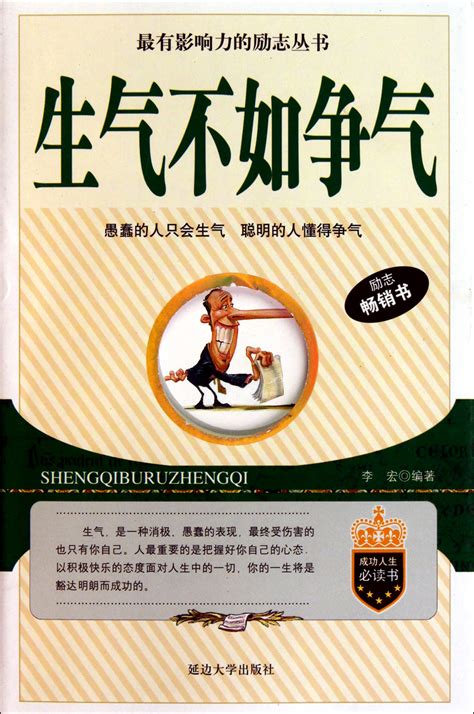 最有影响力的励志丛书
生气不如争气
愚蠢的人只会生气 聪明的人懂得争气
励志
畅销书
SHENGQIBURUZHENGQI
李 宏◎编著
生气，是一种消极、愚蠢的表现，最终受伤害的
也只有你自己。人最重要的是把握好你自己的心态，
以积极快乐的态度面对人生中的一切，你的一生将是
豁达明朗而成功的。
成功人生
必读书
延边大学出版社